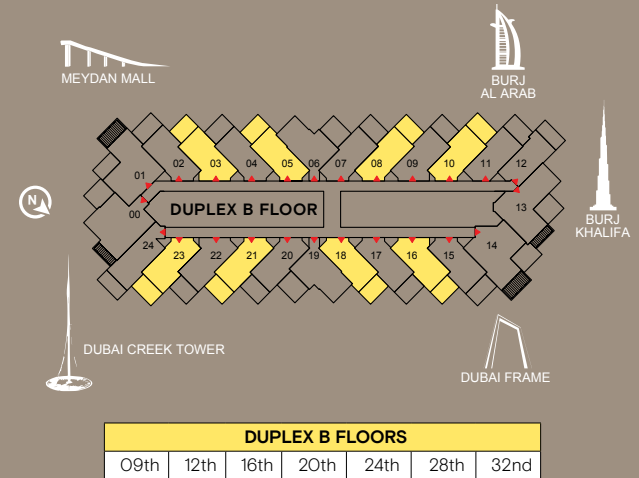 MEYDAN MALL
BURJ
AL ARAB
02 03 04 05 06 07 08 09 10 11 12
01
N
00
DUPLEX B FLOOR
13
BURJ
KHALIFA
24 23 22 21 20 19 18 17 16 15 14
DUBAI CREEK TOWER
DUBAI FRAME
DUPLEX B FLOORS
09th 12th 16th 20th 24th 28th 32nd